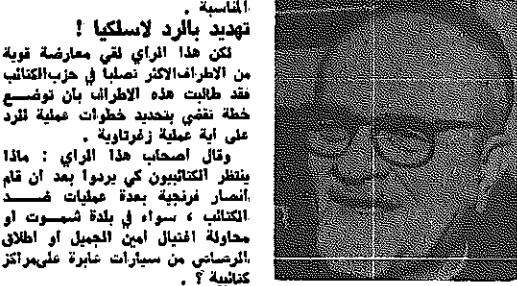 المناسبة .
تهديد بالرد لاسلكيا !
لكن هذا الراي لقي معارضة قوية
من الاطراف الاكثر تصلبا في حزب الكتائب
فقد طالبت هذه الاطراف بان توضـــع
خطة تقضي بتحديد خطوات عملية للرد
على اية عملية زغرتاوية .
وقال اصحاب هذا الراي : ماذا
ينتظر الكتائبيون كي يردوا بعد ان قام
انصار فرنجية بعدة عمليات ضـــــد
الكتائب ، سواء في بلدة شمـــوت او
محاولة اغتيال امين الجميل او اطلاق
الرصاص من سيارات عابرة على مراكز
كتائبية ؟ .